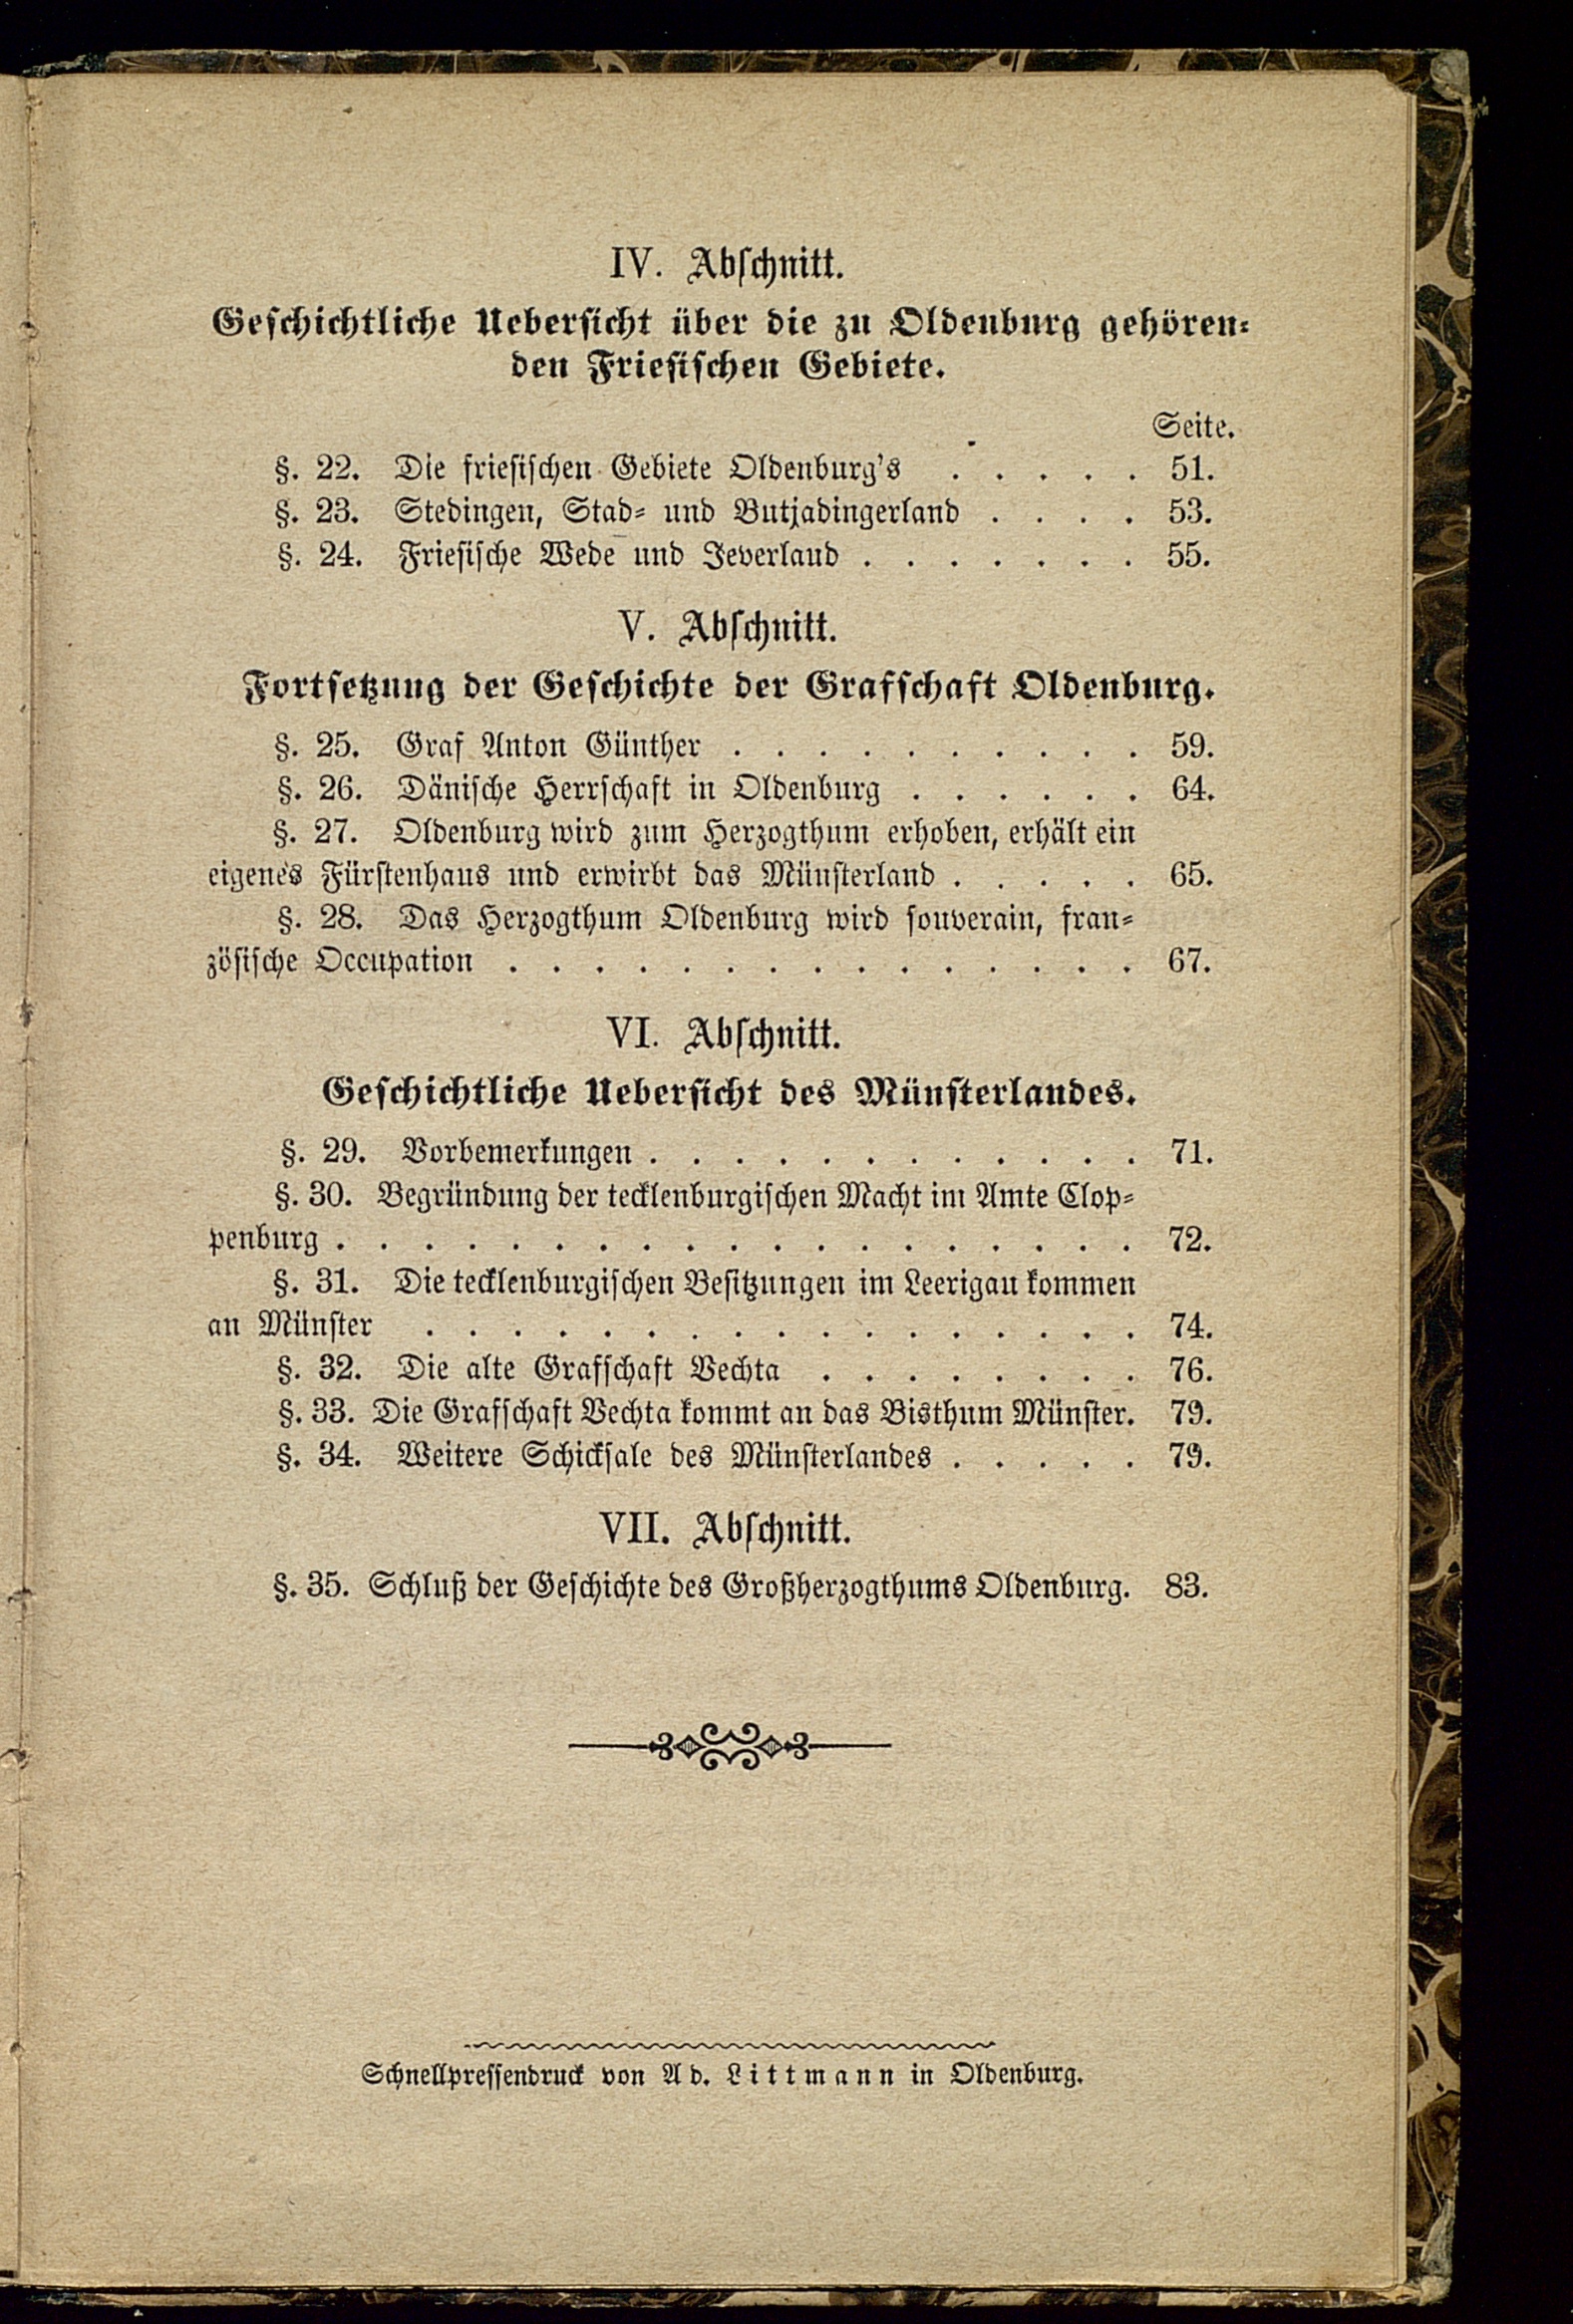 IV. Abschnitt.
Geschichtliche Uebersicht über die zu Oldenburg gehören-
den Friesischen Gebiete.
Seite.
§. 22. Die friesischen Gebiete Oldenburg's . . . . . 51.
§. 23. Stedingen, Stad- und Butjadingerland . . . . 53.
§. 24. Friesische Wede und Jeverland . . . . . . . 55.
V. Abschnitt.
Fortsetzung der Geschichte der Grafschaft Oldenburg.
§. 25. Graf Anton Günther . . . . . . . . . . 59.
§. 26. Dänische Herrschaft in Oldenburg . . . . . . 64.
§. 27. Oldenburg wird zum Herzogthum erhoben, erhält ein
eigenes Fürstenhaus und erwirbt das Münsterland . . . . . 65.
§. 28. Das Herzogthum Oldenburg wird souverain, fran-
zösische Occupation . . . . . . . . . . . . . . . 67.
VI. Abschnitt.
Geschichtliche Uebersicht des Münsterlandes.
§. 29. Vorbemerkungen . . . . . . . . . . . . 71.
§. 30. Begründung der tecklenburgischen Macht im Amte Clop-
penburg . . . . . . . . . . . . . . . . . . . 72.
§. 31. Die tecklenburgischen Besitzungen im Leerigau kommen
an Münster . . . . . . . . . . . . . . . . . 74.
§. 32. Die alte Grafschaft Vechta . . . . . . . . 76.
§. 33. Die Grafschaft Vechta kommt an das Bisthum Münster. 79.
§. 34. Weitere Schicksale des Münsterlandes . . . . . 79.
VII. Abschnitt.
§. 35. Schluß der Geschichte des Großherzogthums Oldenburg. 83.
Schnellpressendruck von Ad. Littmann in Oldenburg.